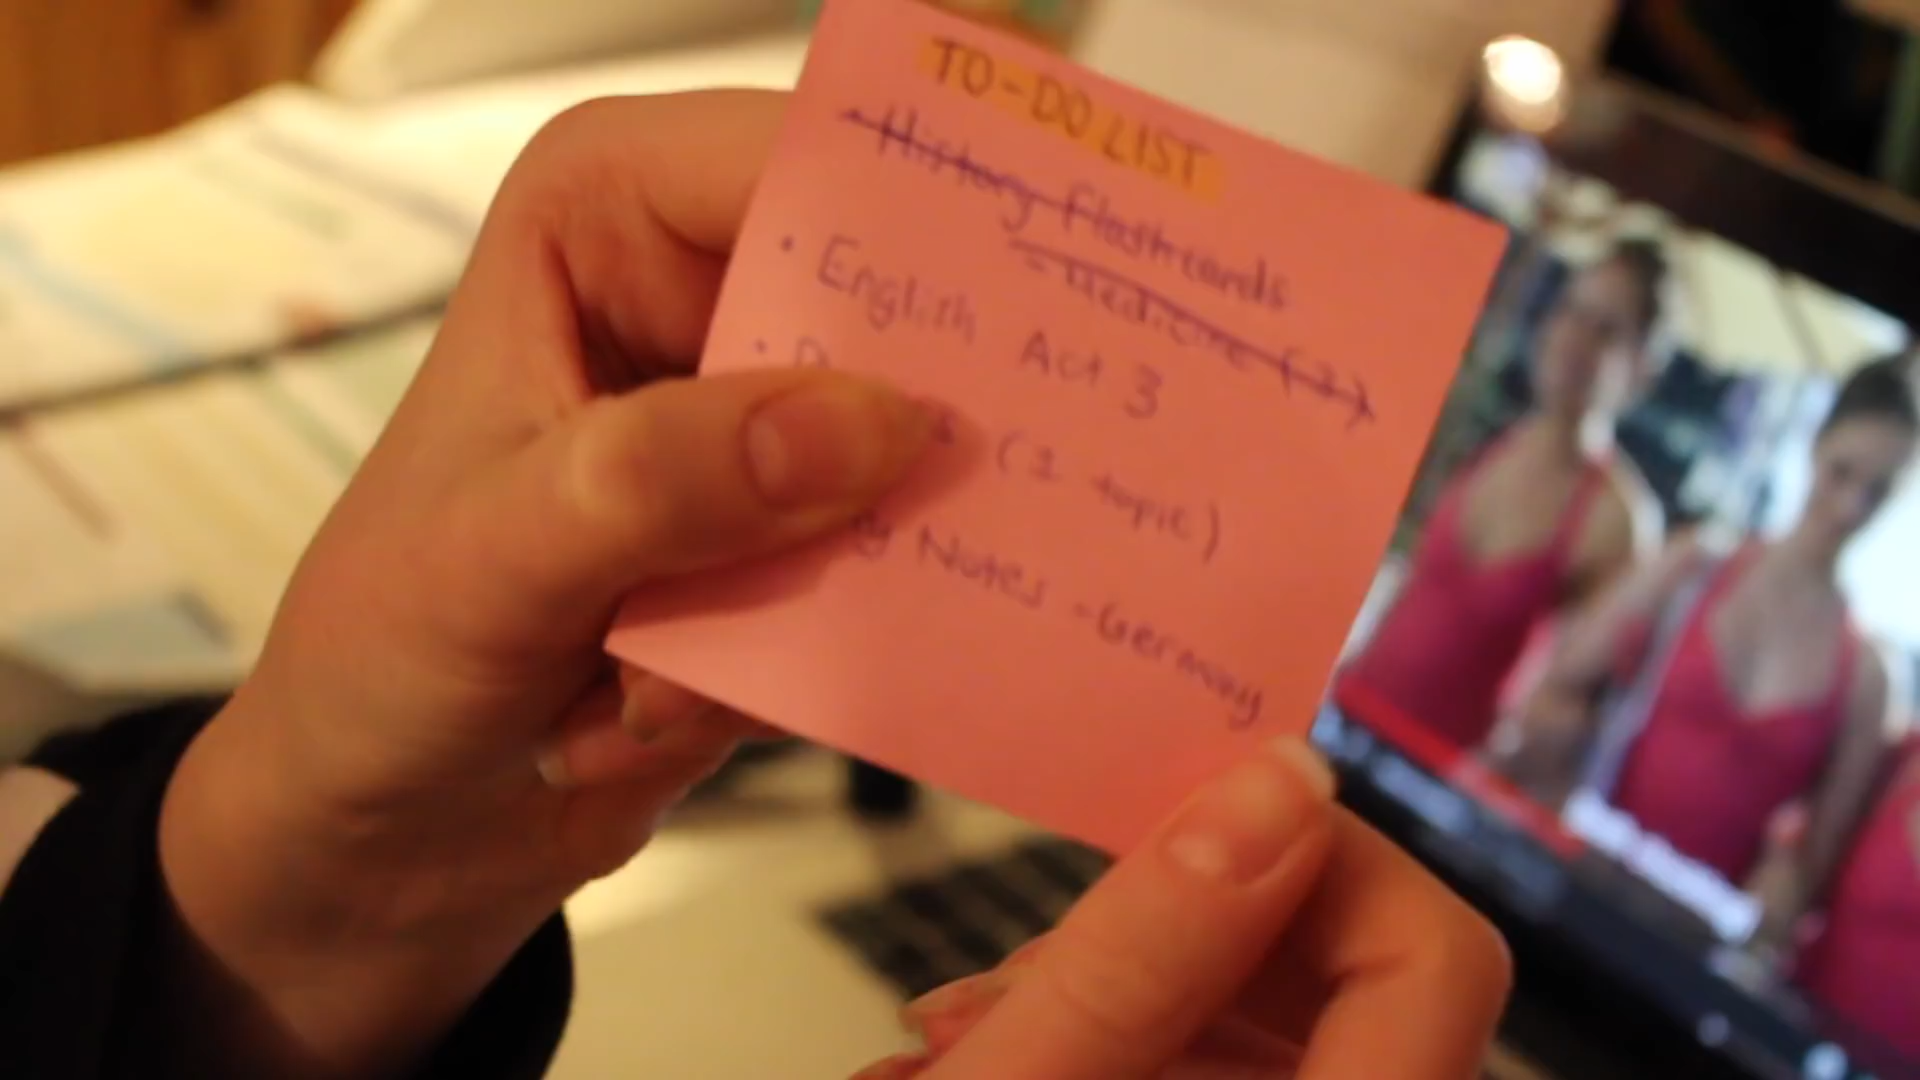 TO-DO LIST
• History flashcards
- Medicine (2)
• English Act 3
• (1 topic)
Notes - Germany